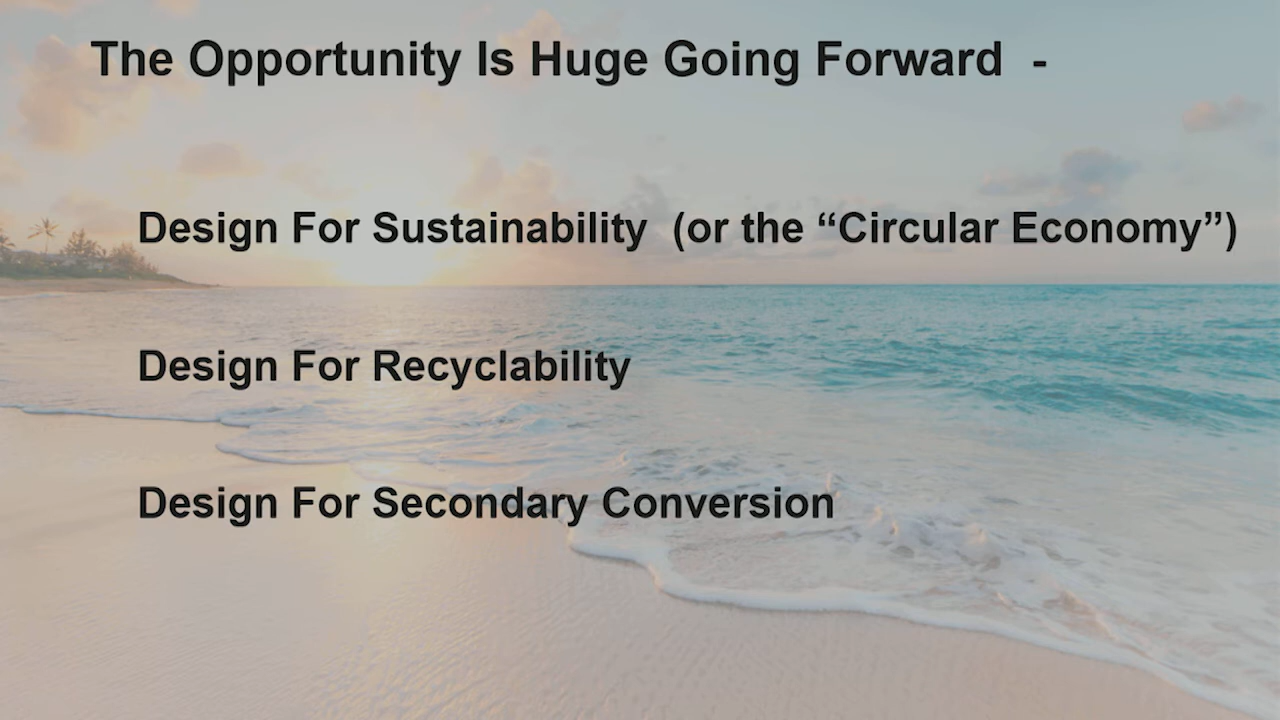 The Opportunity Is Huge Going Forward  -
Design For Sustainability  (or the “Circular Economy”)
Design For Recyclability
Design For Secondary Conversion